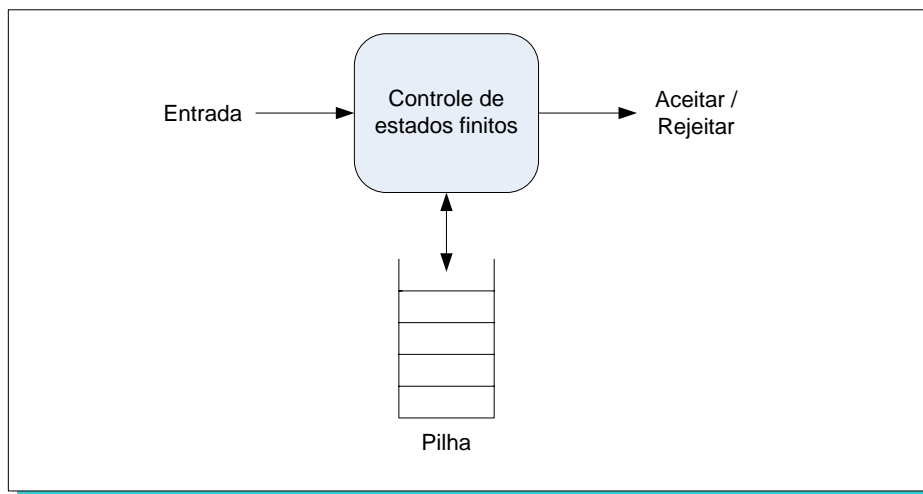 Entrada
Controle de
estados finitos
Aceitar /
Rejeitar
Pilha